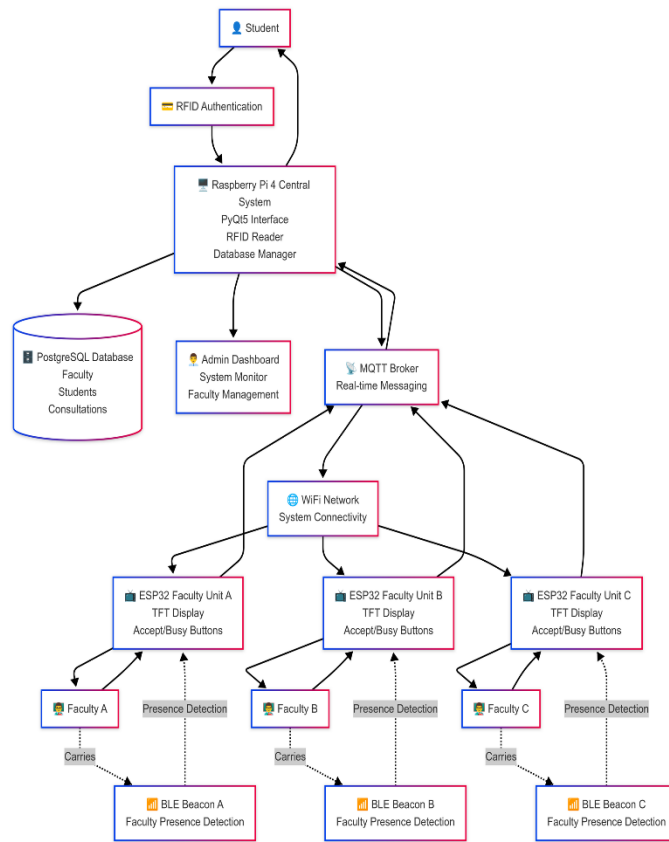 Student
RFID Authentication
Raspberry Pi 4 Central
System
PyQt5 Interface
RFID Reader
Database Manager
PostgreSQL Database
Faculty
Students
Consultations
Admin Dashboard
System Monitor
Faculty Management
MQTT Broker
Real-time Messaging
WiFi Network
System Connectivity
ESP32 Faculty Unit A
TFT Display
Accept/Busy Buttons
ESP32 Faculty Unit B
TFT Display
Accept/Busy Buttons
ESP32 Faculty Unit C
TFT Display
Accept/Busy Buttons
Faculty A
Presence Detection
Faculty B
Presence Detection
Faculty C
Presence Detection
Carries
Carries
Carries
BLE Beacon A
Faculty Presence Detection
BLE Beacon B
Faculty Presence Detection
BLE Beacon C
Faculty Presence Detection